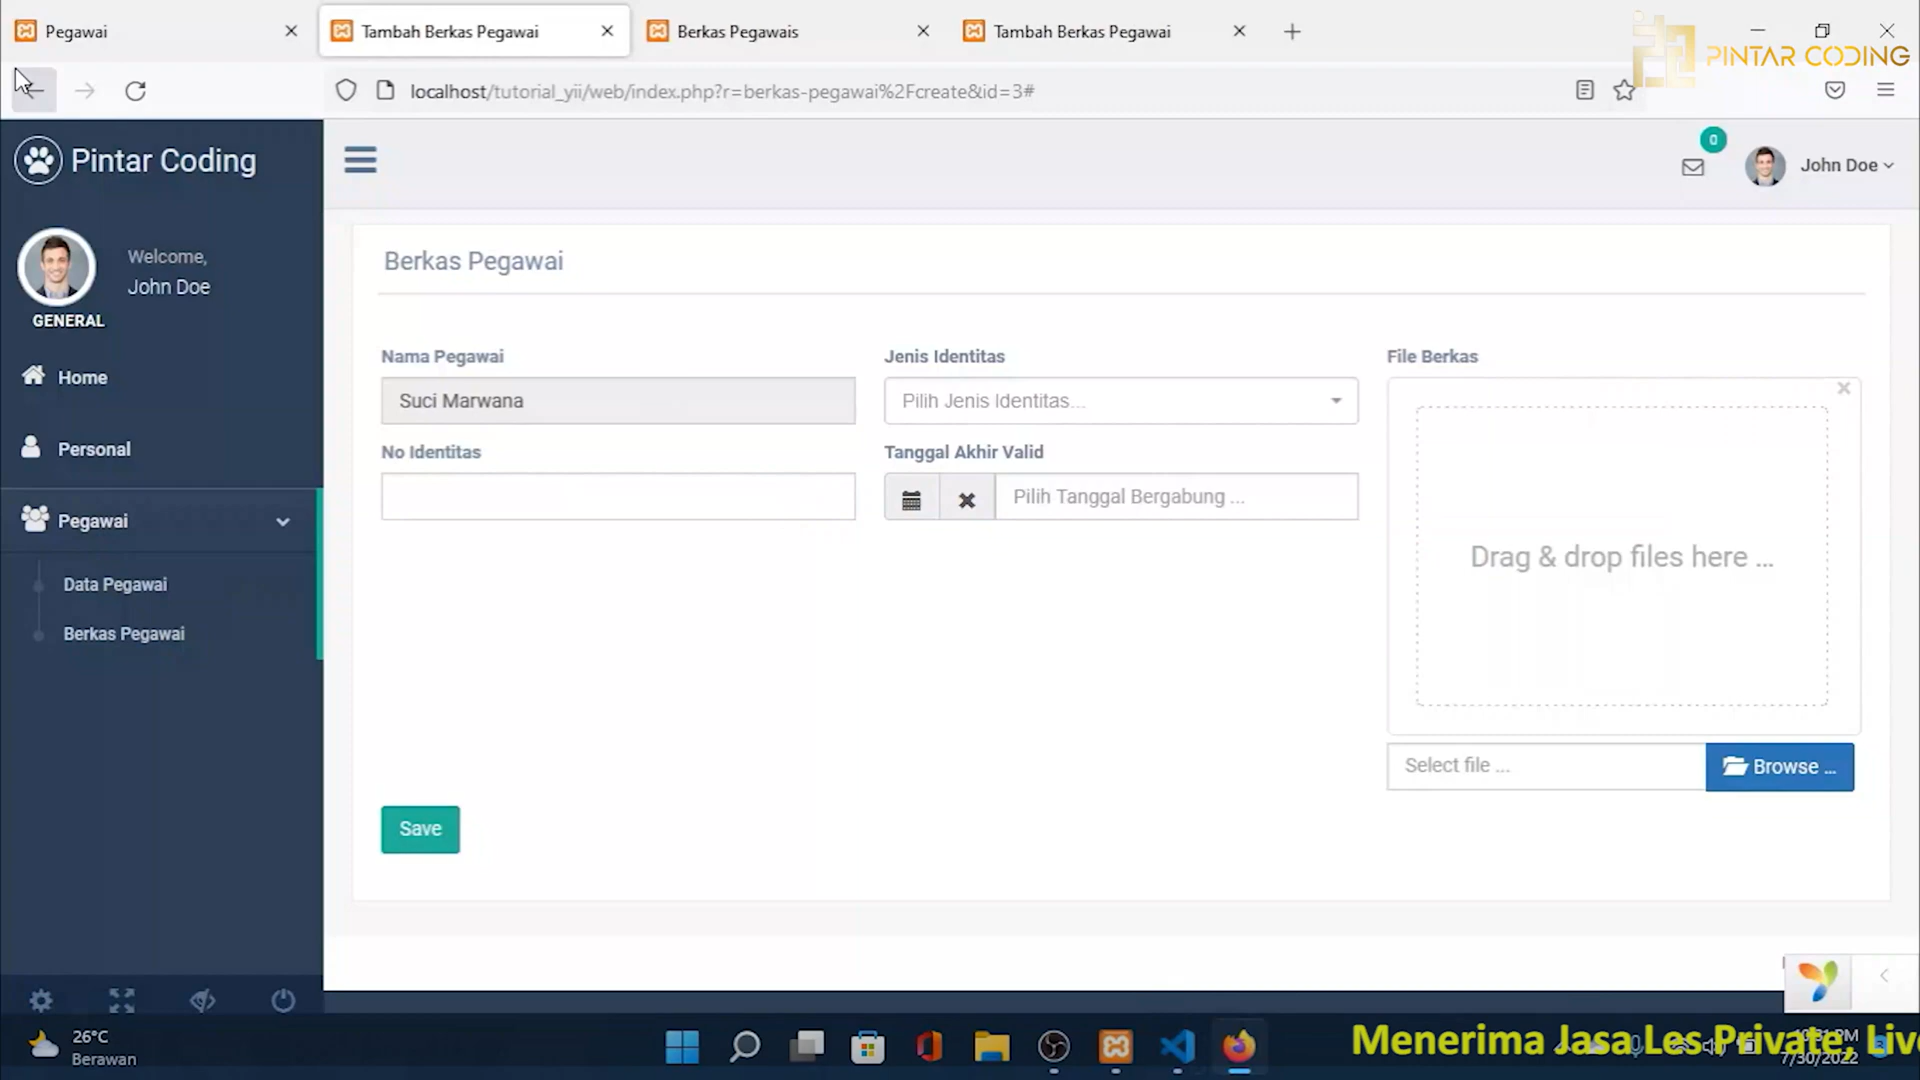 Pegawai
Tambah Berkas Pegawai
Berkas Pegawais
Tambah Berkas Pegawai
PINTAR CODING
localhost/tutorial_yii/web/index.php?r=berkas-pegawai%2Fcreate&id=3#
Pintar Coding
0
John Doe
Welcome,
John Doe
GENERAL
Home
Personal
Pegawai
Data Pegawai
Berkas Pegawai
Berkas Pegawai
Nama Pegawai
Jenis Identitas
File Berkas
Suci Marwana
Pilih Jenis Identitas...
No Identitas
Tanggal Akhir Valid
Pilih Tanggal Bergabung ...
Drag & drop files here ...
Select file ...
Browse ...
Save
26°C
Berawan
Menerima Jasa Les Private, Liv
7/30/2022